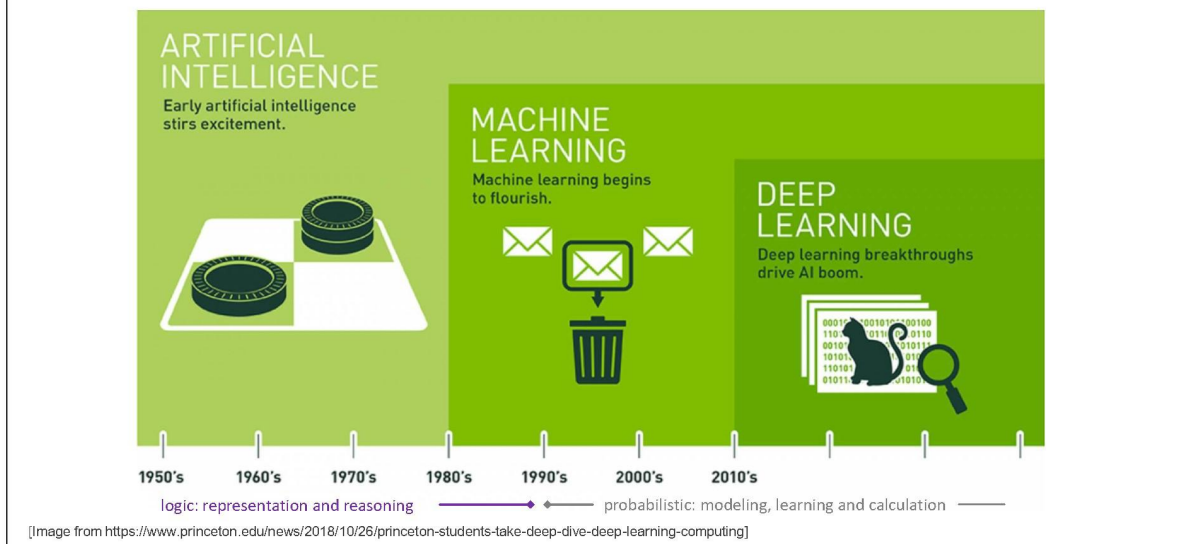 ARTIFICIAL
INTELLIGENCE
Early artificial intelligence
stirs excitement.
MACHINE
LEARNING
Machine learning begins
to flourish.
DEEP
LEARNING
Deep learning breakthroughs
drive AI boom.
1950's 1960's 1970's 1980's 1990's 2000's 2010's
logic: representation and reasoning probabilistic: modeling, learning and calculation
[Image from https://www.princeton.edu/news/2018/10/26/princeton-students-take-deep-dive-deep-learning-computing]